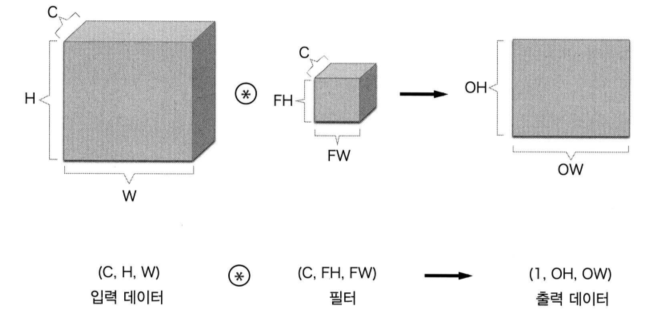 C
H
W
⊛
C
FH
FW
OH
OW
(C, H, W) ⊛ (C, FH, FW) (1, OH, OW)
입력 데이터 필터 출력 데이터